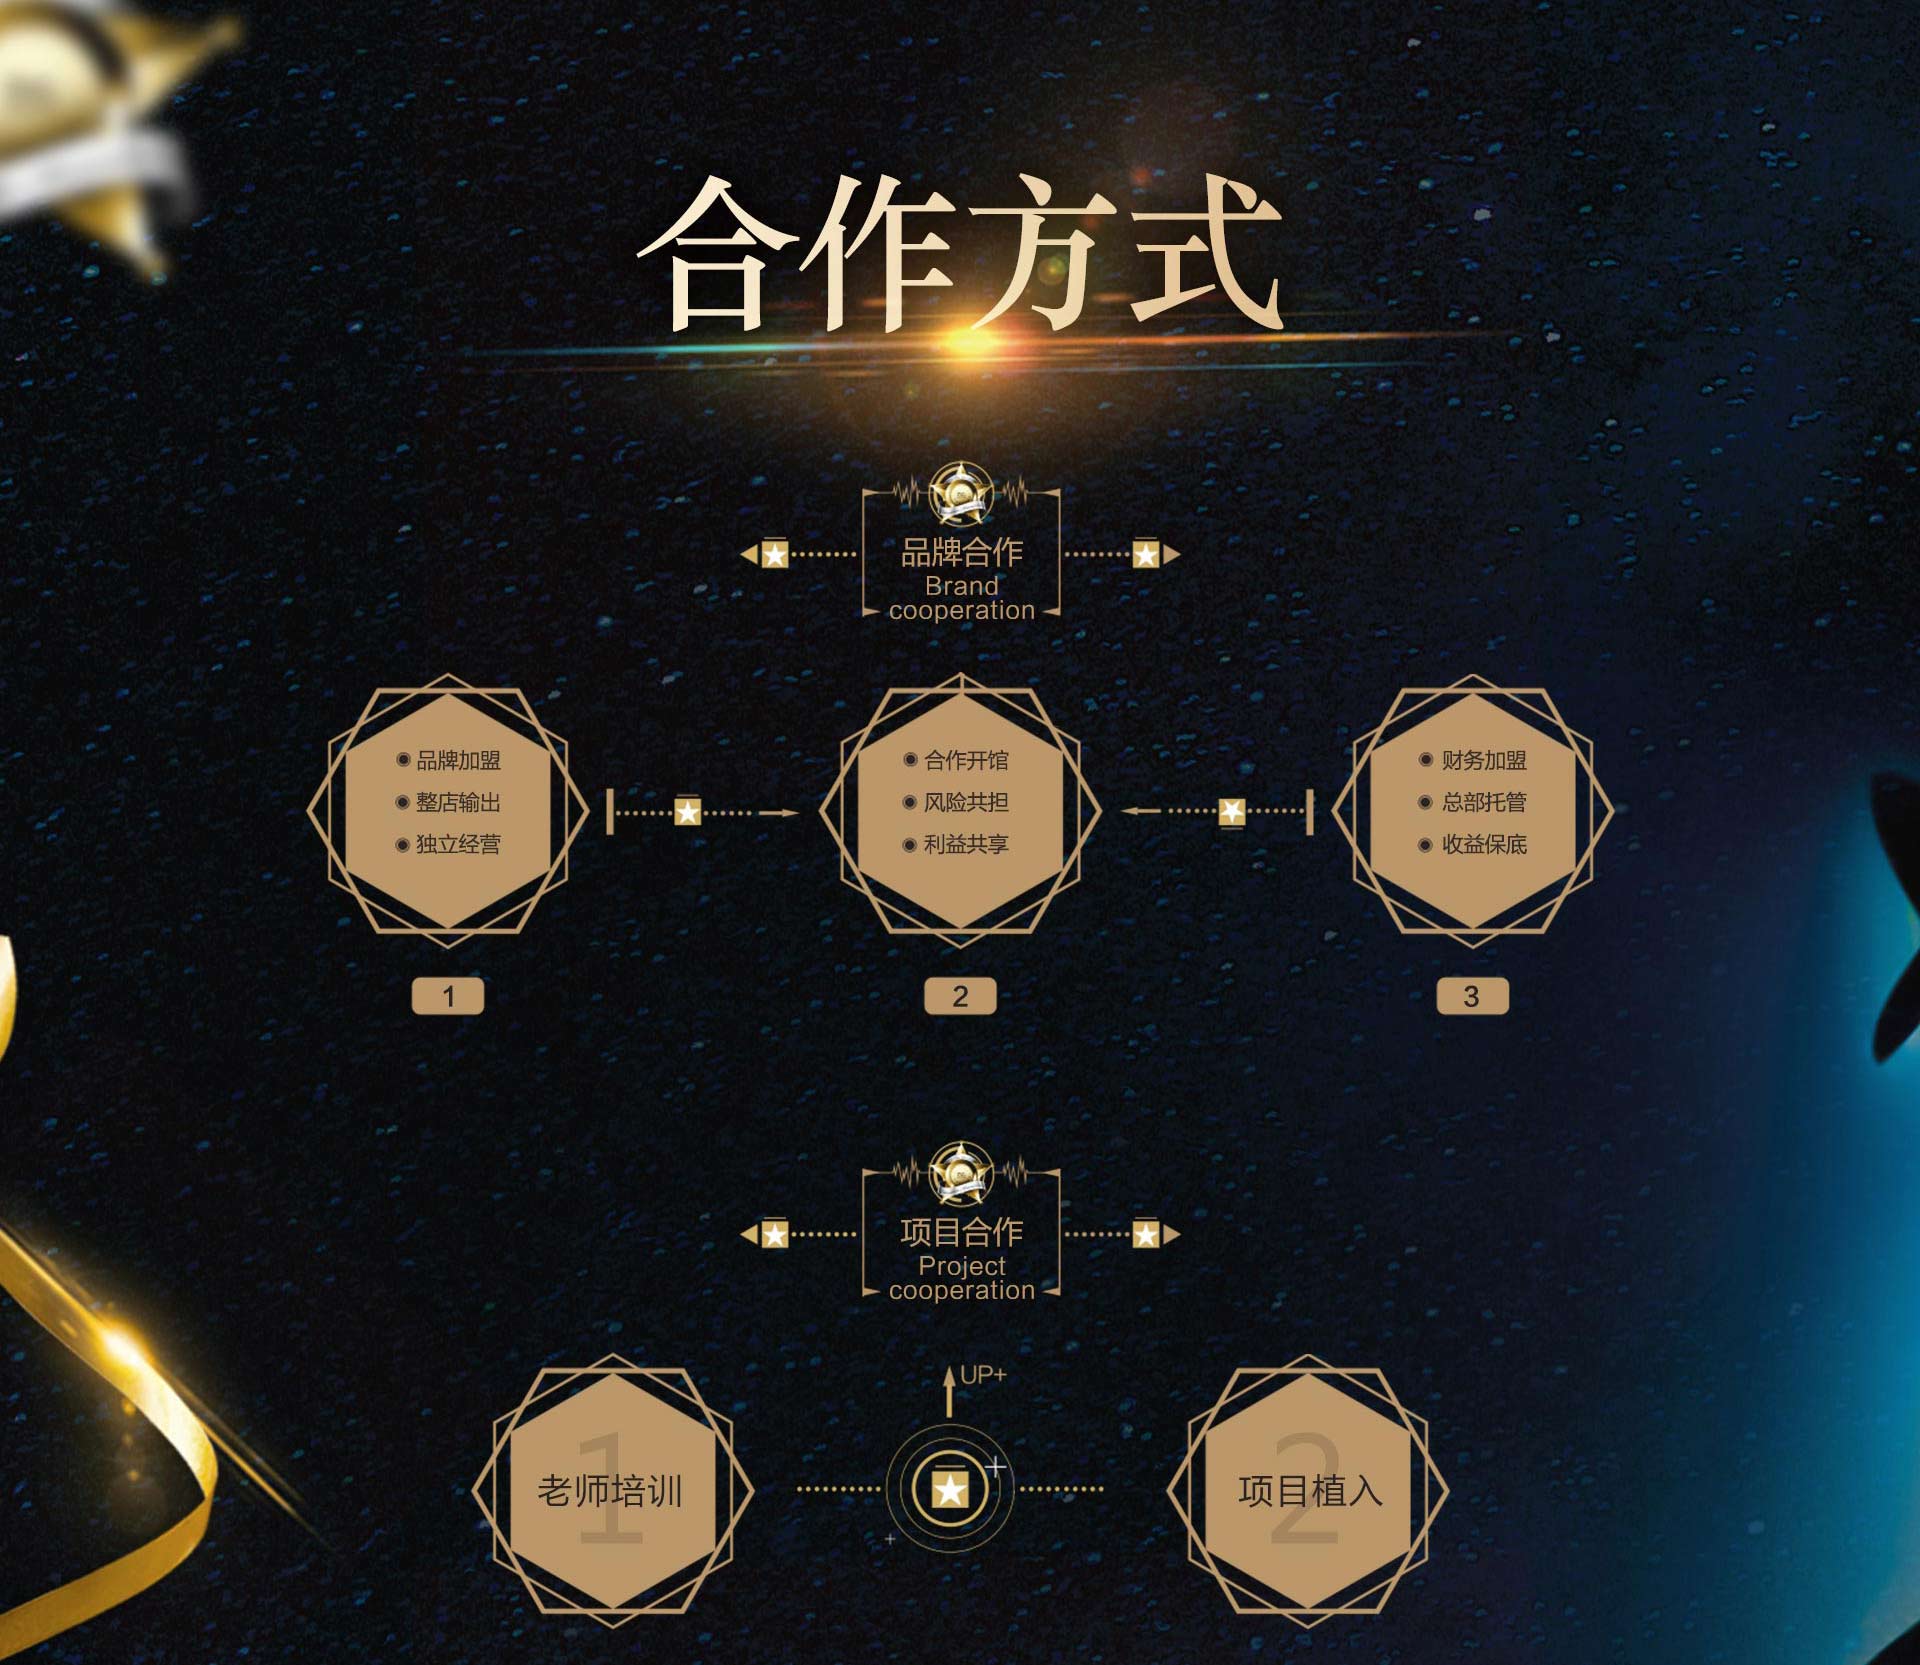 合作方式
品牌合作
Brand
cooperation
品牌加盟
整店输出
独立经营
合作开馆
风险共担
利益共享
财务加盟
总部托管
收益保底
1
2
3
项目合作
Project
cooperation
UP+
1
老师培训
2
项目植入